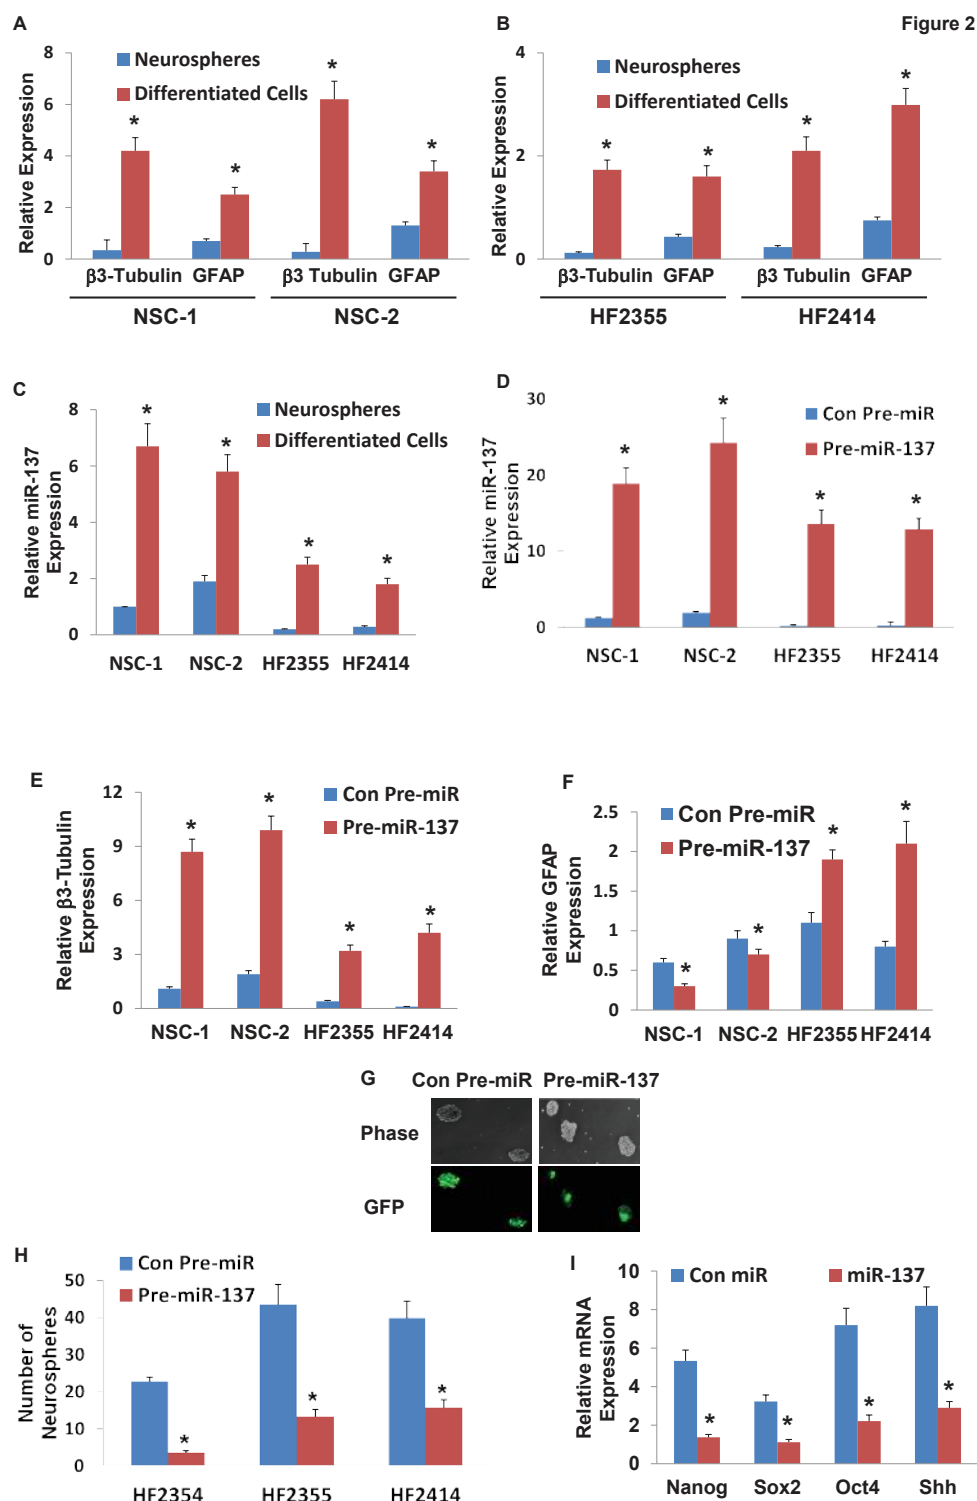 Figure 2
A
Relative Expression
8
6
4
2
0
Neurospheres
Differentiated Cells
* * * *
β3-Tubulin GFAP β3 Tubulin GFAP
NSC-1 NSC-2
B
Relative Expression
4
2
0
Neurospheres
Differentiated Cells
* * * *
β3-Tubulin GFAP β3 Tubulin GFAP
HF2355 HF2414
C
Relative miR-137
Expression
8
6
4
2
0
Neurospheres
Differentiated Cells
* * * *
NSC-1 NSC-2 HF2355 HF2414
D
Relative miR-137
Expression
30
20
10
0
Con Pre-miR
Pre-miR-137
* * * *
NSC-1 NSC-2 HF2355 HF2414
E
Relative β3-Tubulin
Expression
12
9
6
3
0
Con Pre-miR
Pre-miR-137
* * * *
NSC-1 NSC-2 HF2355 HF2414
F
Relative GFAP
Expression
2.5
2
1.5
1
0.5
0
Con Pre-miR
Pre-miR-137
* * * *
NSC-1 NSC-2 HF2355 HF2414
G
Con Pre-miR Pre-miR-137
Phase
GFP
H
Number of
Neurospheres
50
40
30
20
10
0
Con Pre-miR
Pre-miR-137
* * *
HF2354 HF2355 HF2414
I
Relative mRNA
Expression
10
8
6
4
2
0
Con miR miR-137
* * * *
Nanog Sox2 Oct4 Shh